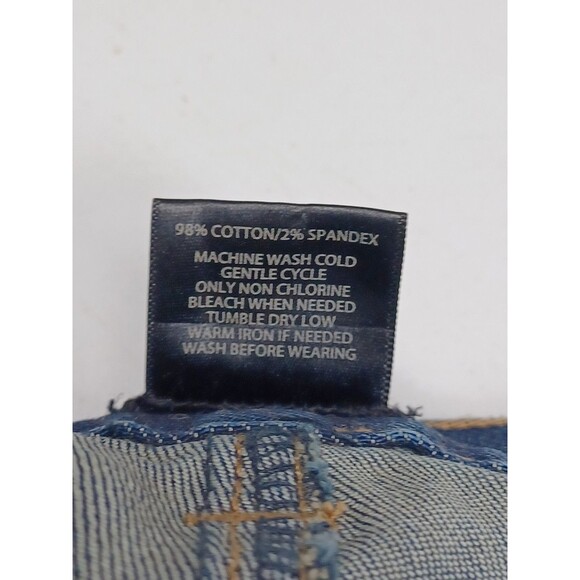 98% COTTON/2% SPANDEX
MACHINE WASH COLD
GENTLE CYCLE
ONLY NON CHLORINE
BLEACH WHEN NEEDED
TUMBLE DRY LOW
WARM IRON IF NEEDED
WASH BEFORE WEARING